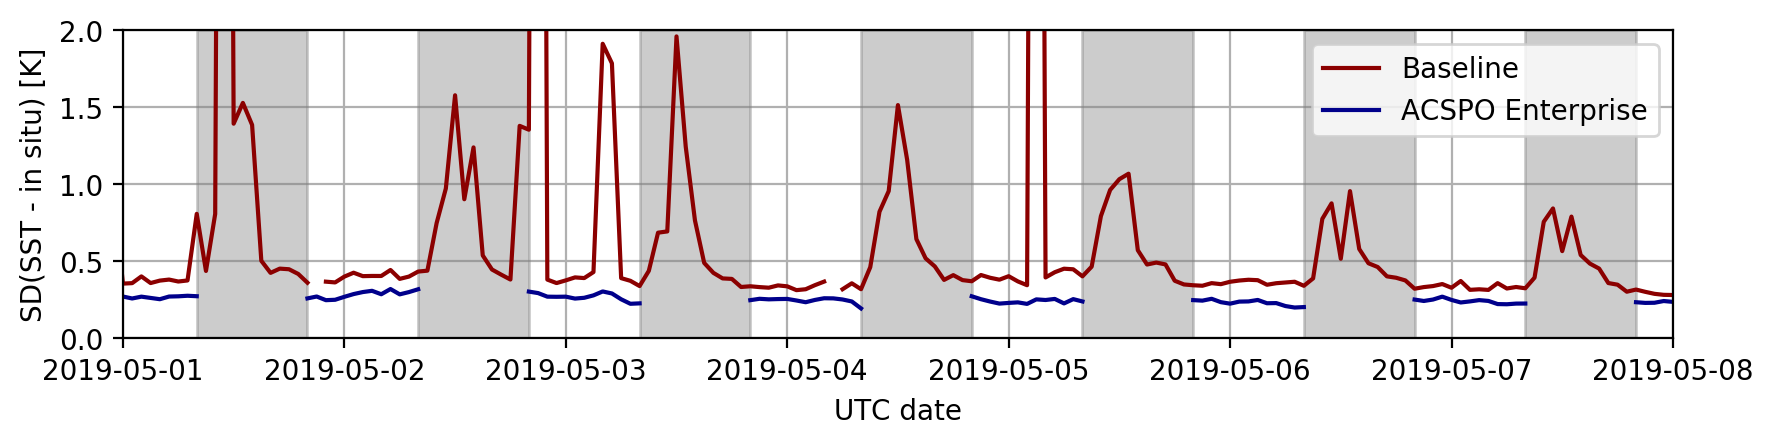 SD(SST - in situ) [K]
2.0
1.5
1.0
0.5
0.0
Baseline
ACSPO Enterprise
2019-05-01 2019-05-02 2019-05-03 2019-05-04 2019-05-05 2019-05-06 2019-05-07 2019-05-08
UTC date